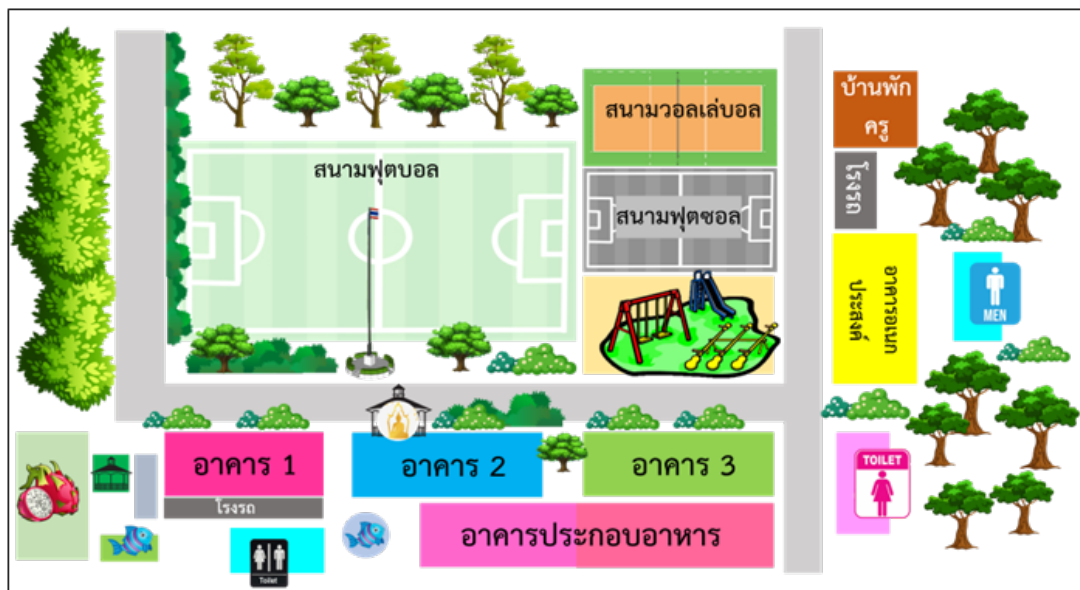 สนามวอลเล่บอล
บ้านพัก
ครู
สนามฟุตบอล
โรงรถ
สนามฟุตซอล
อาคารอเนก
ประสงค์
MEN
อาคาร 1
อาคาร 2
อาคาร 3
TOILET
โรงรถ
อาคารประกอบอาหาร
Toilet